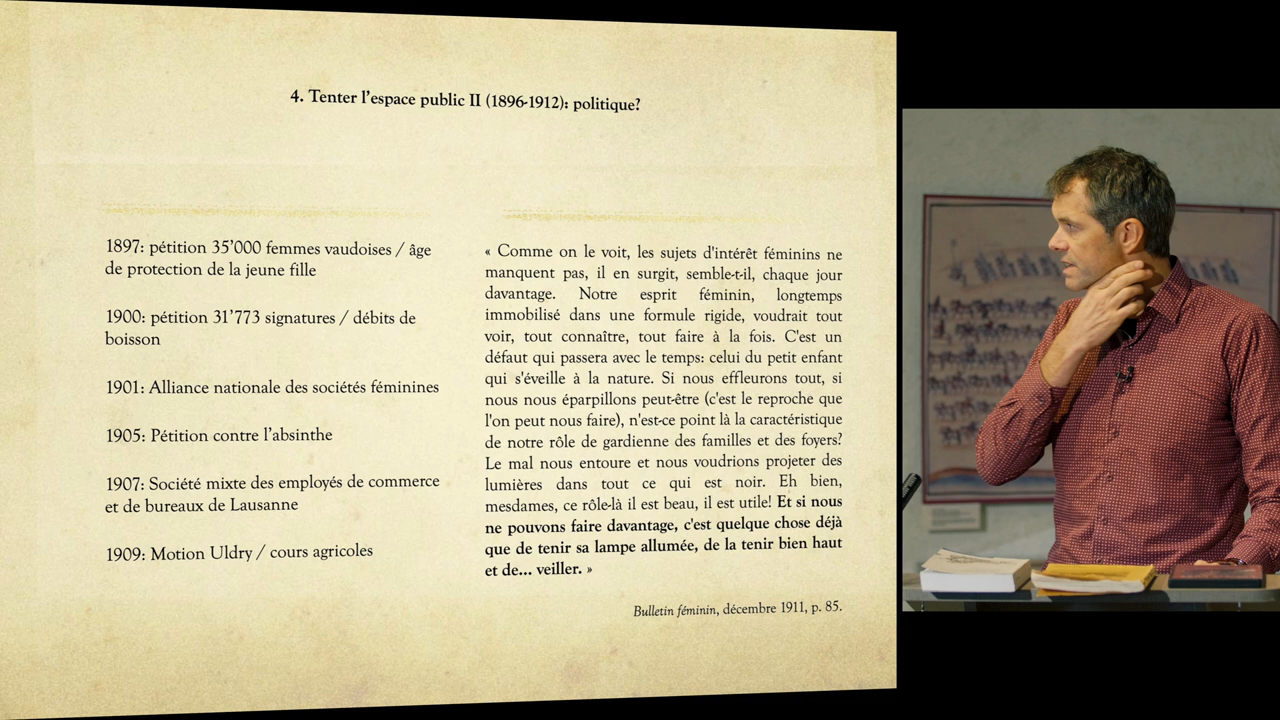 4. Tenter l'espace public II (1896-1912): politique?
1897: pétition 35'000 femmes vaudoises / âge
de protection de la jeune fille
1900: pétition 31'773 signatures / débits de
boisson
1901: Alliance nationale des sociétés féminines
1905: Pétition contre l'absinthe
1907: Société mixte des employés de commerce
et de bureaux de Lausanne
1909: Motion Uldry / cours agricoles
« Comme on le voit, les sujets d'intérêt féminins ne
manquent pas, il en surgit, semble-t-il, chaque jour
davantage. Notre esprit féminin, longtemps
immobilisé dans une formule rigide, voudrait tout
voir, tout connaître, tout faire à la fois. C'est un
défaut qui passera avec le temps: celui du petit enfant
qui s'éveille à la nature. Si nous effleurons tout, si
nous nous éparpillons peut-être (c'est le reproche que
l'on peut nous faire), n'est-ce point là la caractéristique
de notre rôle de gardienne des familles et des foyers?
Le mal nous entoure et nous voudrions projeter des
lumières dans tout ce qui est noir. Eh bien,
mesdames, ce rôle-là il est beau, il est utile! Et si nous
ne pouvons faire davantage, c'est quelque chose déjà
que de tenir sa lampe allumée, de la tenir bien haut
et de... veiller. »
Bulletin féminin, décembre 1911, p. 85.